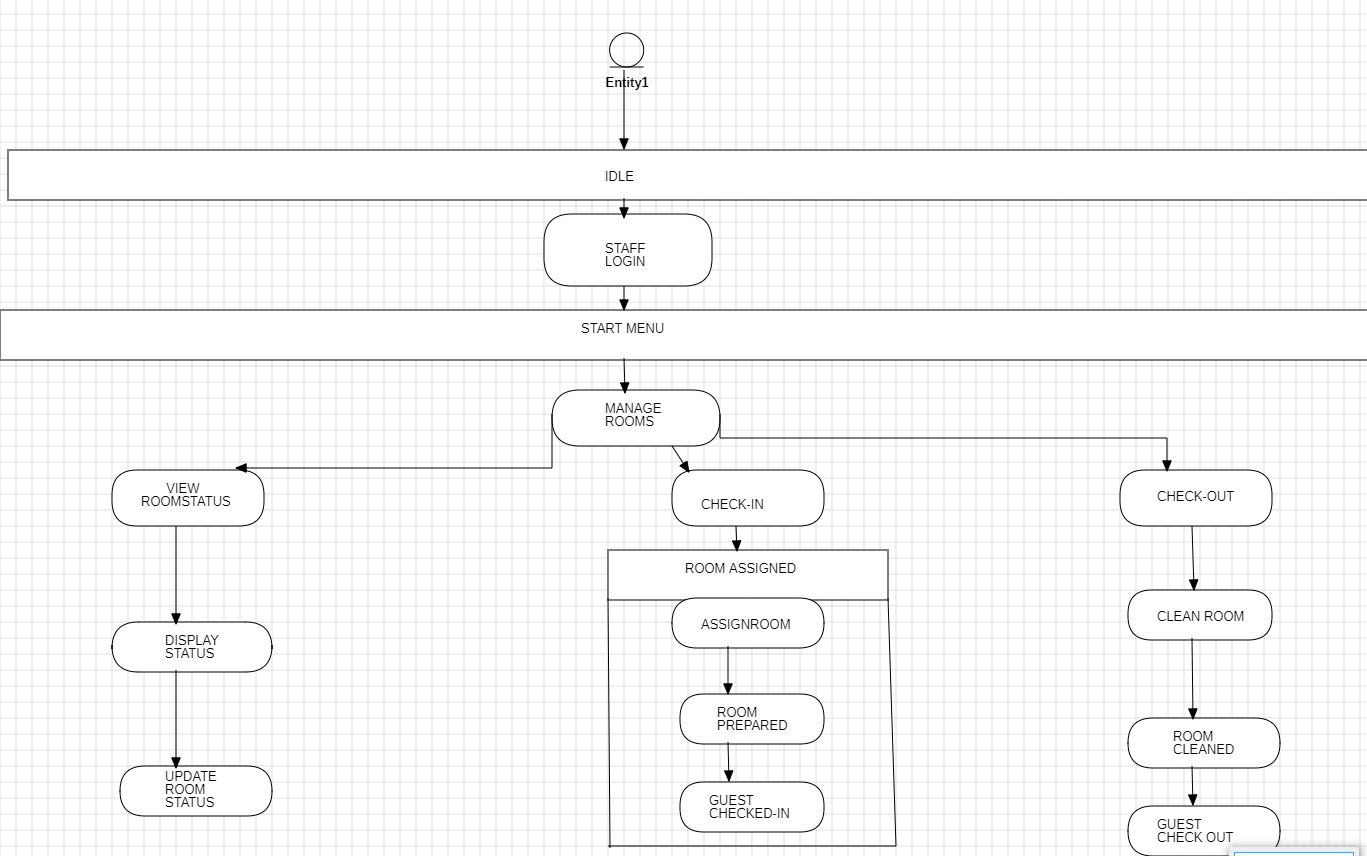 Entity1
IDLE
STAFF
LOGIN
START MENU
MANAGE
ROOMS
VIEW
ROOMSTATUS
CHECK-IN
CHECK-OUT
ROOM ASSIGNED
ASSIGNROOM
CLEAN ROOM
DISPLAY
STATUS
ROOM
PREPARED
ROOM
CLEANED
UPDATE
ROOM
STATUS
GUEST
CHECKED-IN
GUEST
CHECK OUT